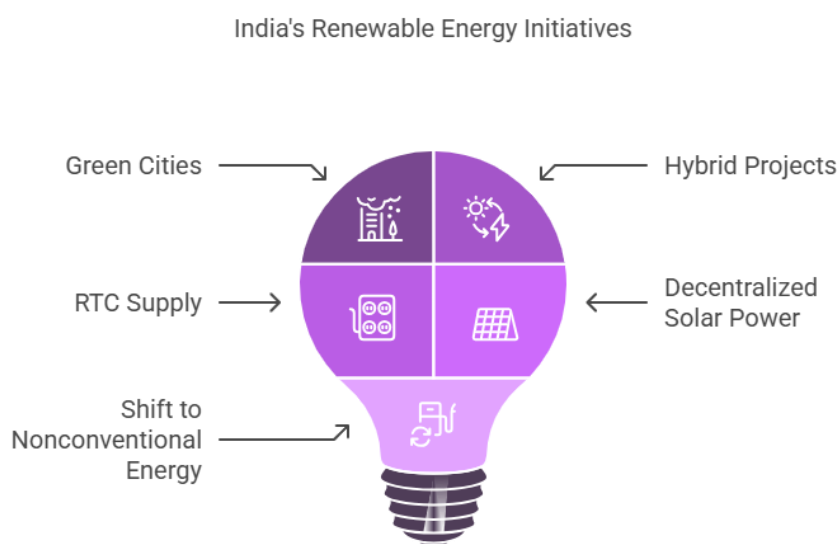 India's Renewable Energy Initiatives
Green Cities
Hybrid Projects
RTC Supply
Decentralized
Solar Power
Shift to
Nonconventional
Energy